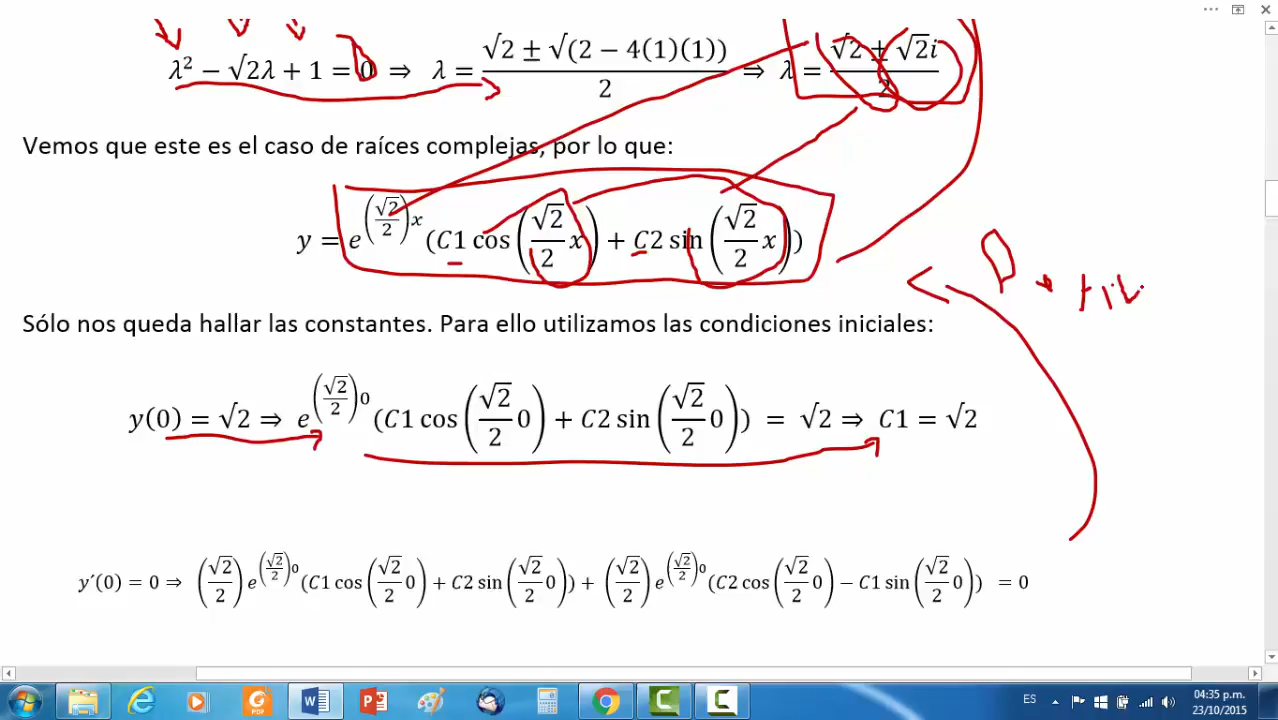 λ² − √2λ + 1 = 0 ⇒ λ = (√2 ± √(2 − 4(1)(1)))/2 ⇒ λ = (√2 ± √2i)/2
Vemos que este es el caso de raíces complejas, por lo que:
y = e^((√2/2)x) (C1 cos(√2/2 x) + C2 sin(√2/2 x))
Sólo nos queda hallar las constantes. Para ello utilizamos las condiciones iniciales:
y(0) = √2 ⇒ e^((√2/2)0) (C1 cos(√2/2 0) + C2 sin(√2/2 0)) = √2 ⇒ C1 = √2
y´(0) = 0 ⇒ (√2/2) e^((√2/2)0) (C1 cos(√2/2 0) + C2 sin(√2/2 0)) + (√2/2) e^((√2/2)0) (C2 cos(√2/2 0) − C1 sin(√2/2 0)) = 0
PDF
ES
04:35 p.m.
23/10/2015